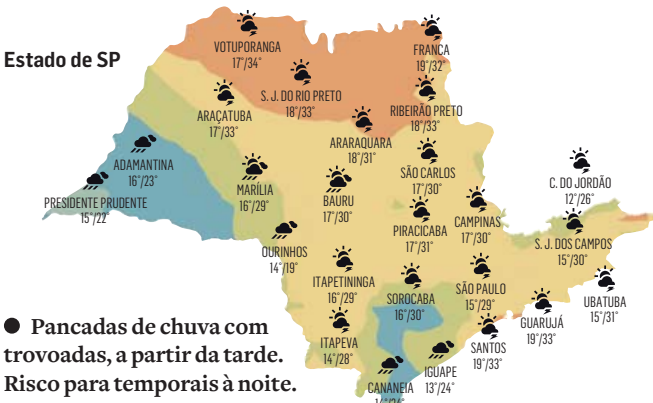 Estado de SP
VOTUPORANGA
17°/34°
FRANCA
19°/32°
S. J. DO RIO PRETO
18°/33°
ARAÇATUBA
17°/33°
RIBEIRÃO PRETO
18°/33°
ARARAQUARA
18°/31°
ADAMANTINA
16°/23°
PRESIDENTE PRUDENTE
15°/22°
MARÍLIA
16°/29°
BAURU
17°/30°
SÃO CARLOS
17°/30°
C. DO JORDÃO
12°/26°
PIRACICABA
17°/31°
CAMPINAS
17°/30°
S. J. DOS CAMPOS
15°/30°
OURINHOS
14°/19°
ITAPETININGA
16°/29°
SOROCABA
16°/30°
SÃO PAULO
15°/29°
UBATUBA
15°/31°
GUARUJÁ
19°/33°
ITAPEVA
14°/28°
SANTOS
19°/33°
IGUAPE
13°/24°
CANANEIA
● Pancadas de chuva com
trovoadas, a partir da tarde.
Risco para temporais à noite.